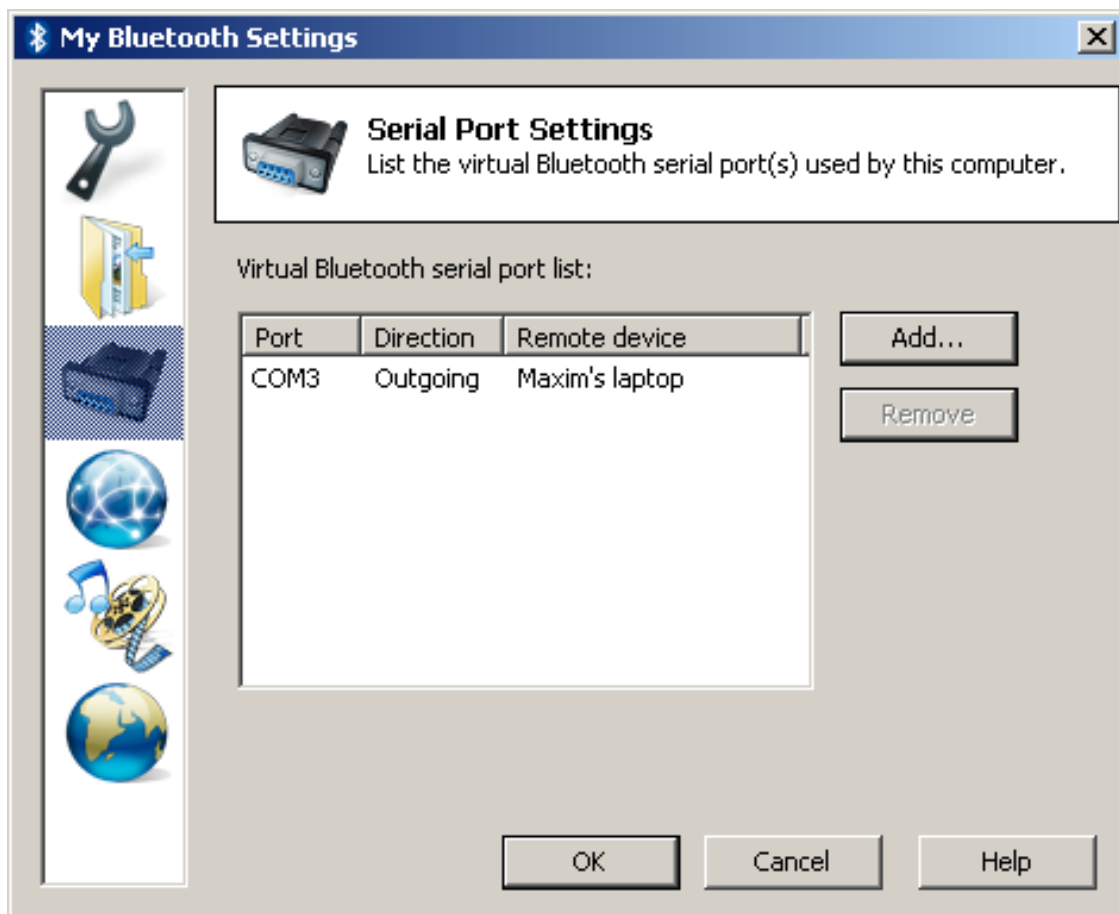 My Bluetooth Settings
Serial Port Settings
List the virtual Bluetooth serial port(s) used by this computer.
Virtual Bluetooth serial port list:
Port Direction Remote device
COM3 Outgoing Maxim's laptop
Add...
Remove
OK Cancel Help